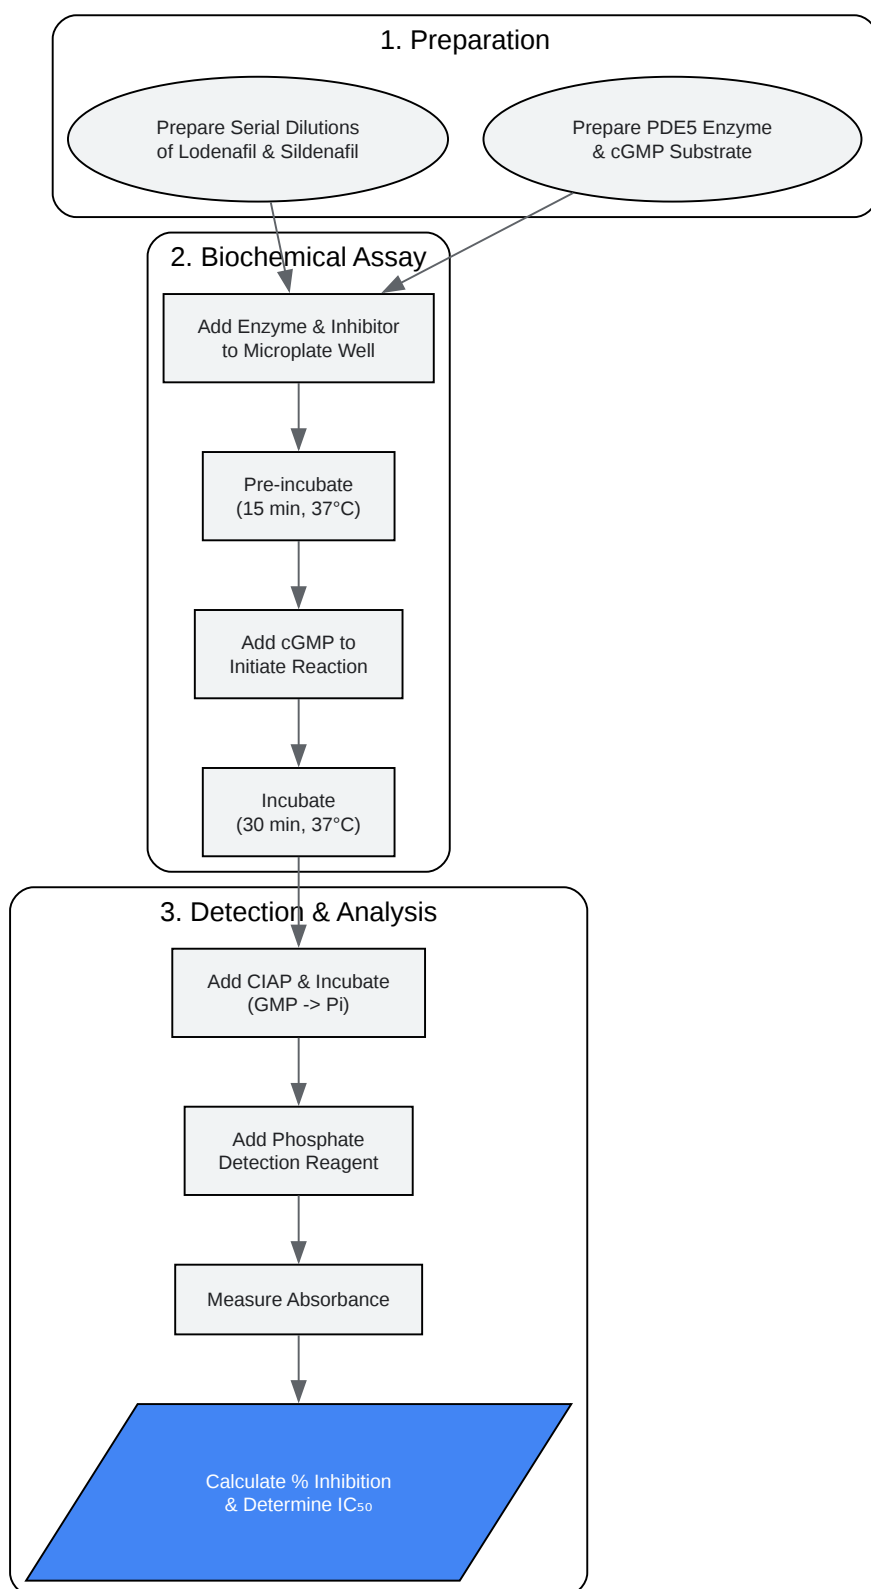 1. Preparation
Prepare Serial Dilutions
of Lodenafil & Sildenafil
Prepare PDE5 Enzyme
& cGMP Substrate
2. Biochemical Assay
Add Enzyme & Inhibitor
to Microplate Well
Pre-incubate
(15 min, 37°C)
Add cGMP to
Initiate Reaction
Incubate
(30 min, 37°C)
3. Detection & Analysis
Add CIAP & Incubate
(GMP -> Pi)
Add Phosphate
Detection Reagent
Measure Absorbance
Calculate % Inhibition
& Determine IC₅₀